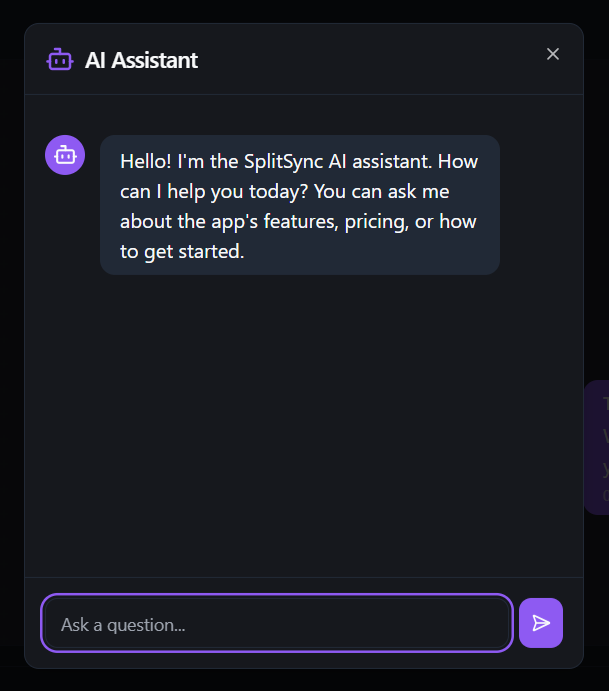 AI Assistant
Hello! I'm the SplitSync AI assistant. How
can I help you today? You can ask me
about the app's features, pricing, or how
to get started.
Ask a question...